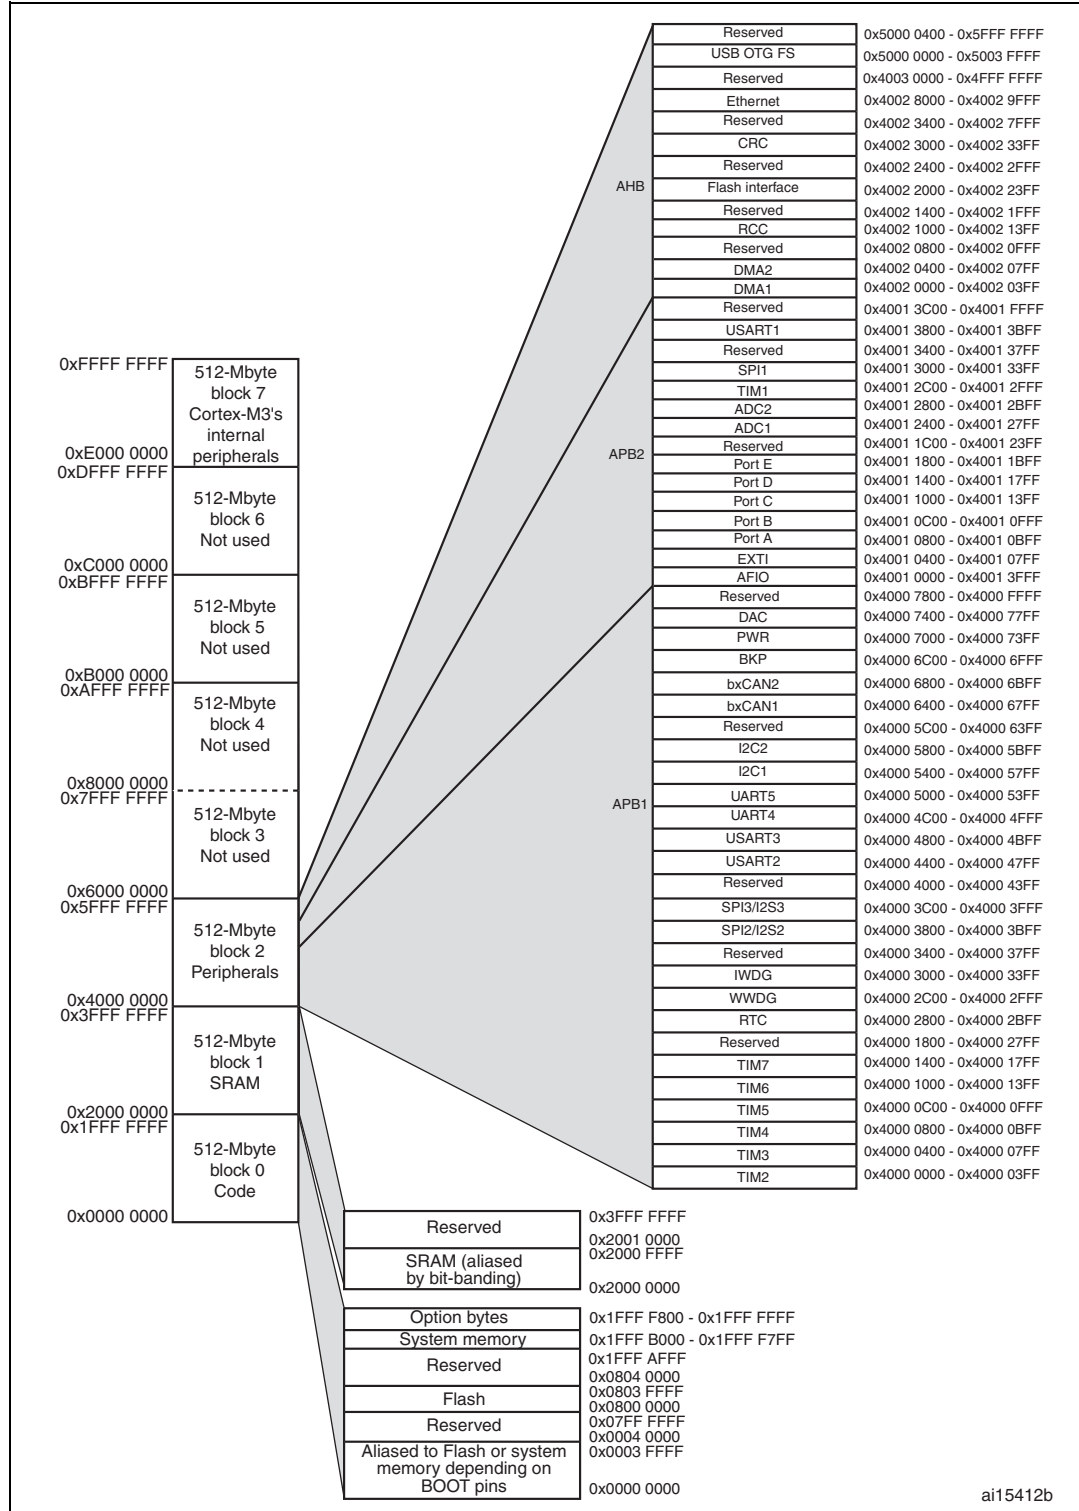 Reserved 0x5000 0400 - 0x5FFF FFFF
USB OTG FS 0x5000 0000 - 0x5003 FFFF
Reserved 0x4003 0000 - 0x4FFF FFFF
Ethernet 0x4002 8000 - 0x4002 9FFF
Reserved 0x4002 3400 - 0x4002 7FFF
CRC 0x4002 3000 - 0x4002 33FF
Reserved 0x4002 2400 - 0x4002 2FFF
AHB
Flash interface 0x4002 2000 - 0x4002 23FF
Reserved 0x4002 1400 - 0x4002 1FFF
RCC 0x4002 1000 - 0x4002 13FF
Reserved 0x4002 0800 - 0x4002 0FFF
DMA2 0x4002 0400 - 0x4002 07FF
DMA1 0x4002 0000 - 0x4002 03FF
Reserved 0x4001 3C00 - 0x4001 FFFF
USART1 0x4001 3800 - 0x4001 3BFF
Reserved 0x4001 3400 - 0x4001 37FF
SPI1 0x4001 3000 - 0x4001 33FF
TIM1 0x4001 2C00 - 0x4001 2FFF
ADC2 0x4001 2800 - 0x4001 2BFF
ADC1 0x4001 2400 - 0x4001 27FF
Reserved 0x4001 1C00 - 0x4001 23FF
APB2
Port E 0x4001 1800 - 0x4001 1BFF
Port D 0x4001 1400 - 0x4001 17FF
Port C 0x4001 1000 - 0x4001 13FF
Port B 0x4001 0C00 - 0x4001 0FFF
Port A 0x4001 0800 - 0x4001 0BFF
EXTI 0x4001 0400 - 0x4001 07FF
AFIO 0x4001 0000 - 0x4001 3FFF
Reserved 0x4000 7800 - 0x4000 FFFF
DAC 0x4000 7400 - 0x4000 77FF
PWR 0x4000 7000 - 0x4000 73FF
BKP 0x4000 6C00 - 0x4000 6FFF
bxCAN2 0x4000 6800 - 0x4000 6BFF
bxCAN1 0x4000 6400 - 0x4000 67FF
Reserved 0x4000 5C00 - 0x4000 63FF
I2C2 0x4000 5800 - 0x4000 5BFF
I2C1 0x4000 5400 - 0x4000 57FF
UART5 0x4000 5000 - 0x4000 53FF
APB1
UART4 0x4000 4C00 - 0x4000 4FFF
USART3 0x4000 4800 - 0x4000 4BFF
USART2 0x4000 4400 - 0x4000 47FF
Reserved 0x4000 4000 - 0x4000 43FF
SPI3/I2S3 0x4000 3C00 - 0x4000 3FFF
SPI2/I2S2 0x4000 3800 - 0x4000 3BFF
Reserved 0x4000 3400 - 0x4000 37FF
IWDG 0x4000 3000 - 0x4000 33FF
WWDG 0x4000 2C00 - 0x4000 2FFF
RTC 0x4000 2800 - 0x4000 2BFF
Reserved 0x4000 1800 - 0x4000 27FF
TIM7 0x4000 1400 - 0x4000 17FF
TIM6 0x4000 1000 - 0x4000 13FF
TIM5 0x4000 0C00 - 0x4000 0FFF
TIM4 0x4000 0800 - 0x4000 0BFF
TIM3 0x4000 0400 - 0x4000 07FF
TIM2 0x4000 0000 - 0x4000 03FF
0xFFFF FFFF
512-Mbyte
block 7
Cortex-M3's
internal
peripherals
0xE000 0000
0xDFFF FFFF
512-Mbyte
block 6
Not used
0xC000 0000
0xBFFF FFFF
512-Mbyte
block 5
Not used
0xB000 0000
0xAFFF FFFF
512-Mbyte
block 4
Not used
0x8000 0000
0x7FFF FFFF
512-Mbyte
block 3
Not used
0x6000 0000
0x5FFF FFFF
512-Mbyte
block 2
Peripherals
0x4000 0000
0x3FFF FFFF
512-Mbyte
block 1
SRAM
0x2000 0000
0x1FFF FFFF
512-Mbyte
block 0
Code
0x0000 0000
Reserved
0x3FFF FFFF
0x2001 0000
0x2000 FFFF
SRAM (aliased
by bit-banding)
0x2000 0000
Option bytes 0x1FFF F800 - 0x1FFF FFFF
System memory 0x1FFF B000 - 0x1FFF F7FF
Reserved
0x1FFF AFFF
0x0804 0000
0x0803 FFFF
Flash
0x0800 0000
0x07FF FFFF
Reserved
0x0004 0000
0x0003 FFFF
Aliased to Flash or system
memory depending on
BOOT pins
0x0000 0000
ai15412b